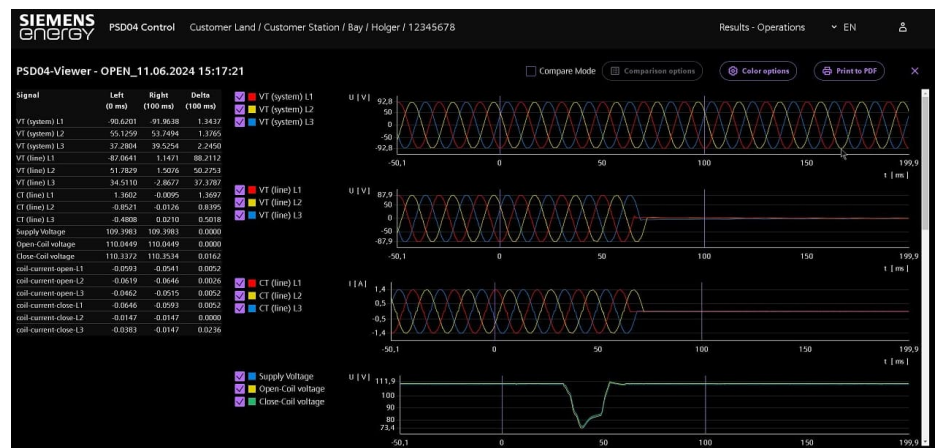 SIEMENS
energy
PSD04 Control
Customer Land / Customer Station / Bay / Holger / 12345678
Results - Operations
EN
PSD04-Viewer - OPEN_11.06.2024 15:17:21
Compare Mode
Comparison options
Color options
Print to PDF
Signal Left (0 ms) Right (100 ms) Delta (100 ms)
VT (system) L1 -90.6201 -91.9638 1.3437
VT (system) L2 55.1259 53.7494 1.3765
VT (system) L3 37.2804 39.5254 2.2450
VT (line) L1 -87.0641 1.1471 88.2112
VT (line) L2 51.7829 1.5076 50.2753
VT (line) L3 34.5110 -2.8677 37.3787
CT (line) L1 1.3602 -0.0095 1.3697
CT (line) L2 -0.8521 -0.0126 0.8395
CT (line) L3 -0.4808 0.0210 0.5018
Supply Voltage 109.3983 109.3983 0.0000
Open-Coil voltage 110.0449 110.0449 0.0000
Close-Coil voltage 110.3372 110.3534 0.0162
coil-current-open-L1 -0.0593 -0.0541 0.0052
coil-current-open-L2 -0.0619 -0.0646 0.0026
coil-current-open-L3 -0.0462 -0.0515 0.0052
coil-current-close-L1 -0.0646 -0.0593 0.0052
coil-current-close-L2 -0.0147 -0.0147 0.0000
coil-current-close-L3 -0.0383 -0.0147 0.0236
VT (system) L1
VT (system) L2
VT (system) L3
U [V]
92,8
50
0
-50
-92,8
-50,1 0 50 100 150 199,9
t [ms]
VT (line) L1
VT (line) L2
VT (line) L3
U [V]
87,9
50
0
-50
-87,9
-50,1 0 50 100 150 199,9
t [ms]
CT (line) L1
CT (line) L2
CT (line) L3
I [A]
1,4
0,5
-0,5
-1,4
-50,1 0 50 100 150 199,9
t [ms]
Supply Voltage
Open-Coil voltage
Close-Coil voltage
U [V]
111,9
100
90
80
73,4
-50,1 0 50 100 150 199,9